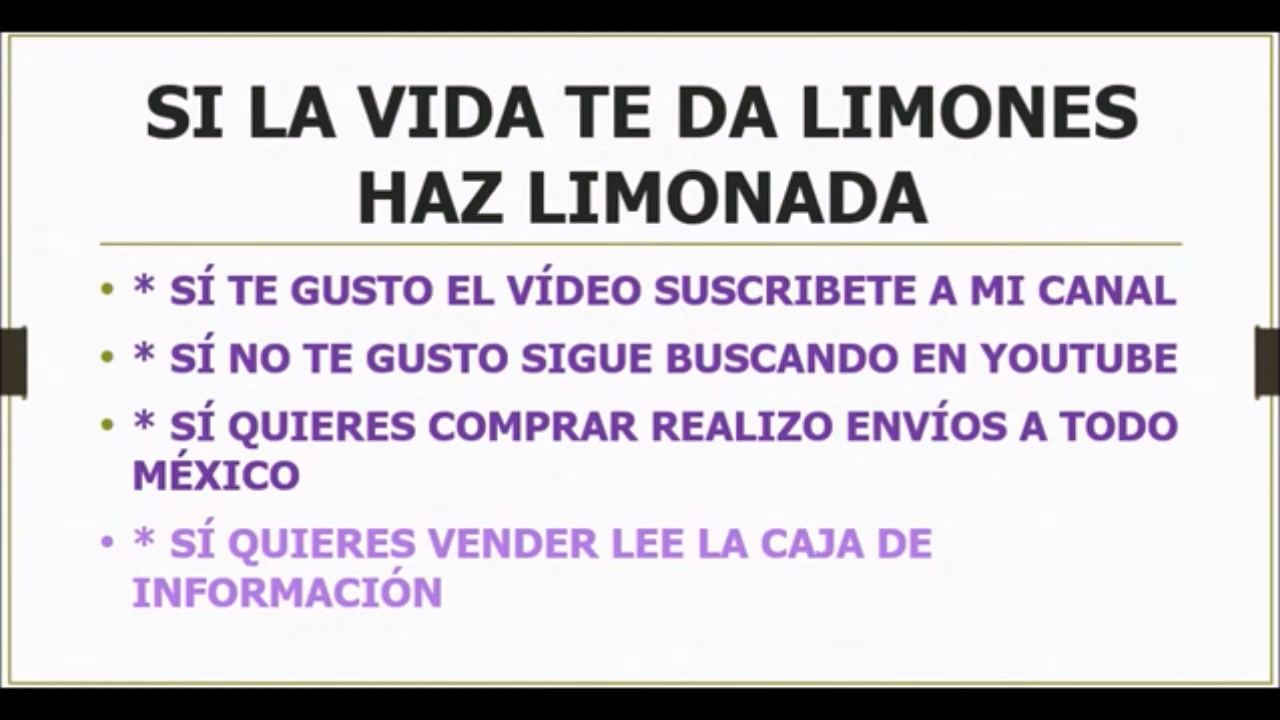 SI LA VIDA TE DA LIMONES
HAZ LIMONADA
• * SÍ TE GUSTO EL VÍDEO SUSCRIBETE A MI CANAL
• * SÍ NO TE GUSTO SIGUE BUSCANDO EN YOUTUBE
• * SÍ QUIERES COMPRAR REALIZO ENVÍOS A TODO
MÉXICO
• * SÍ QUIERES VENDER LEE LA CAJA DE
INFORMACIÓN